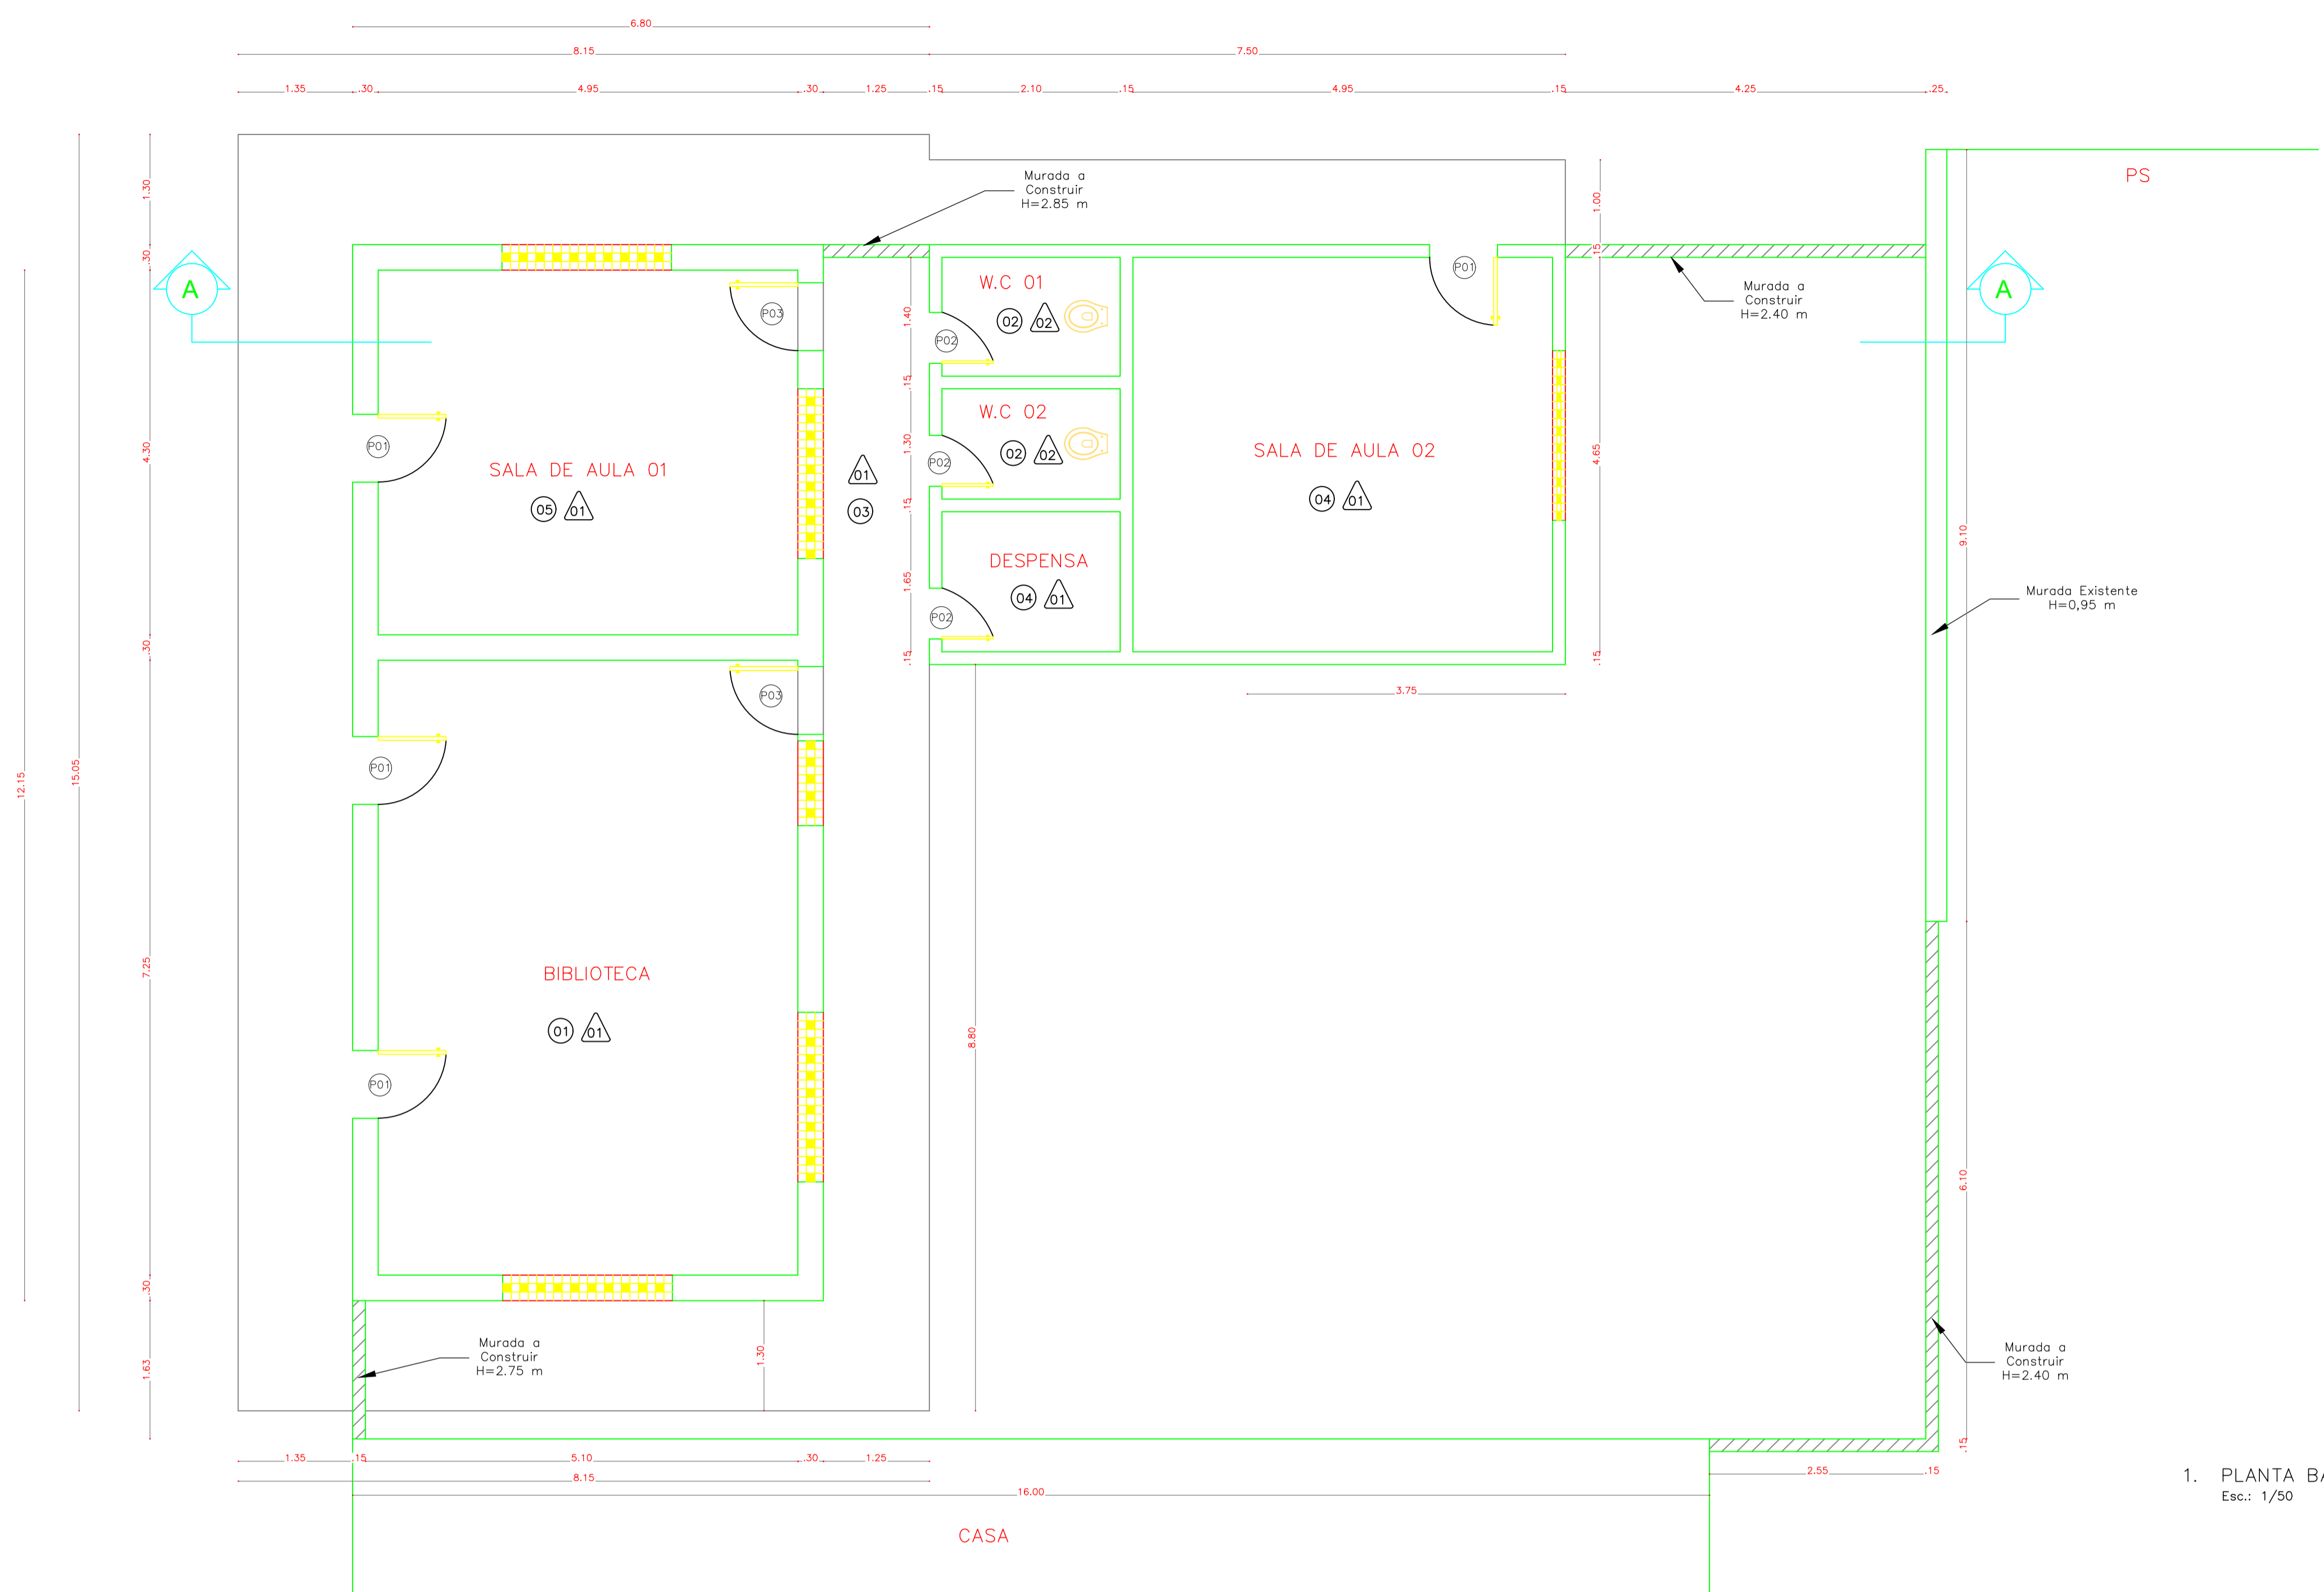 6.80
8.15
7.50
1.35
.30
4.95
.30
1.25
.15
2.10
.15
4.95
.15
4.25
.25
PS
Murada a
Construir
H=2.85 m
1.30
1.00
.30
.15
A
P01
A
W.C 01
02
02
P03
1.40
P02
Murada a
Construir
H=2.40 m
.15
W.C 02
02
02
P02
1.30
P01
4.30
SALA DE AULA 01
05
01
01
03
SALA DE AULA 02
04
01
4.65
.15
9.10
DESPENSA
04
01
1.65
P02
Murada Existente
H=0,95 m
.30
.15
.15
P03
3.75
P01
12.15
15.05
7.25
BIBLIOTECA
01
01
8.80
P01
6.10
.30
1.63
Murada a
Construir
H=2.75 m
1.30
Murada a
Construir
H=2.40 m
.15
1.35
.15
5.10
.30
1.25
2.55
.15
8.15
16.00
1. PLANTA BA
Esc.: 1/50
CASA